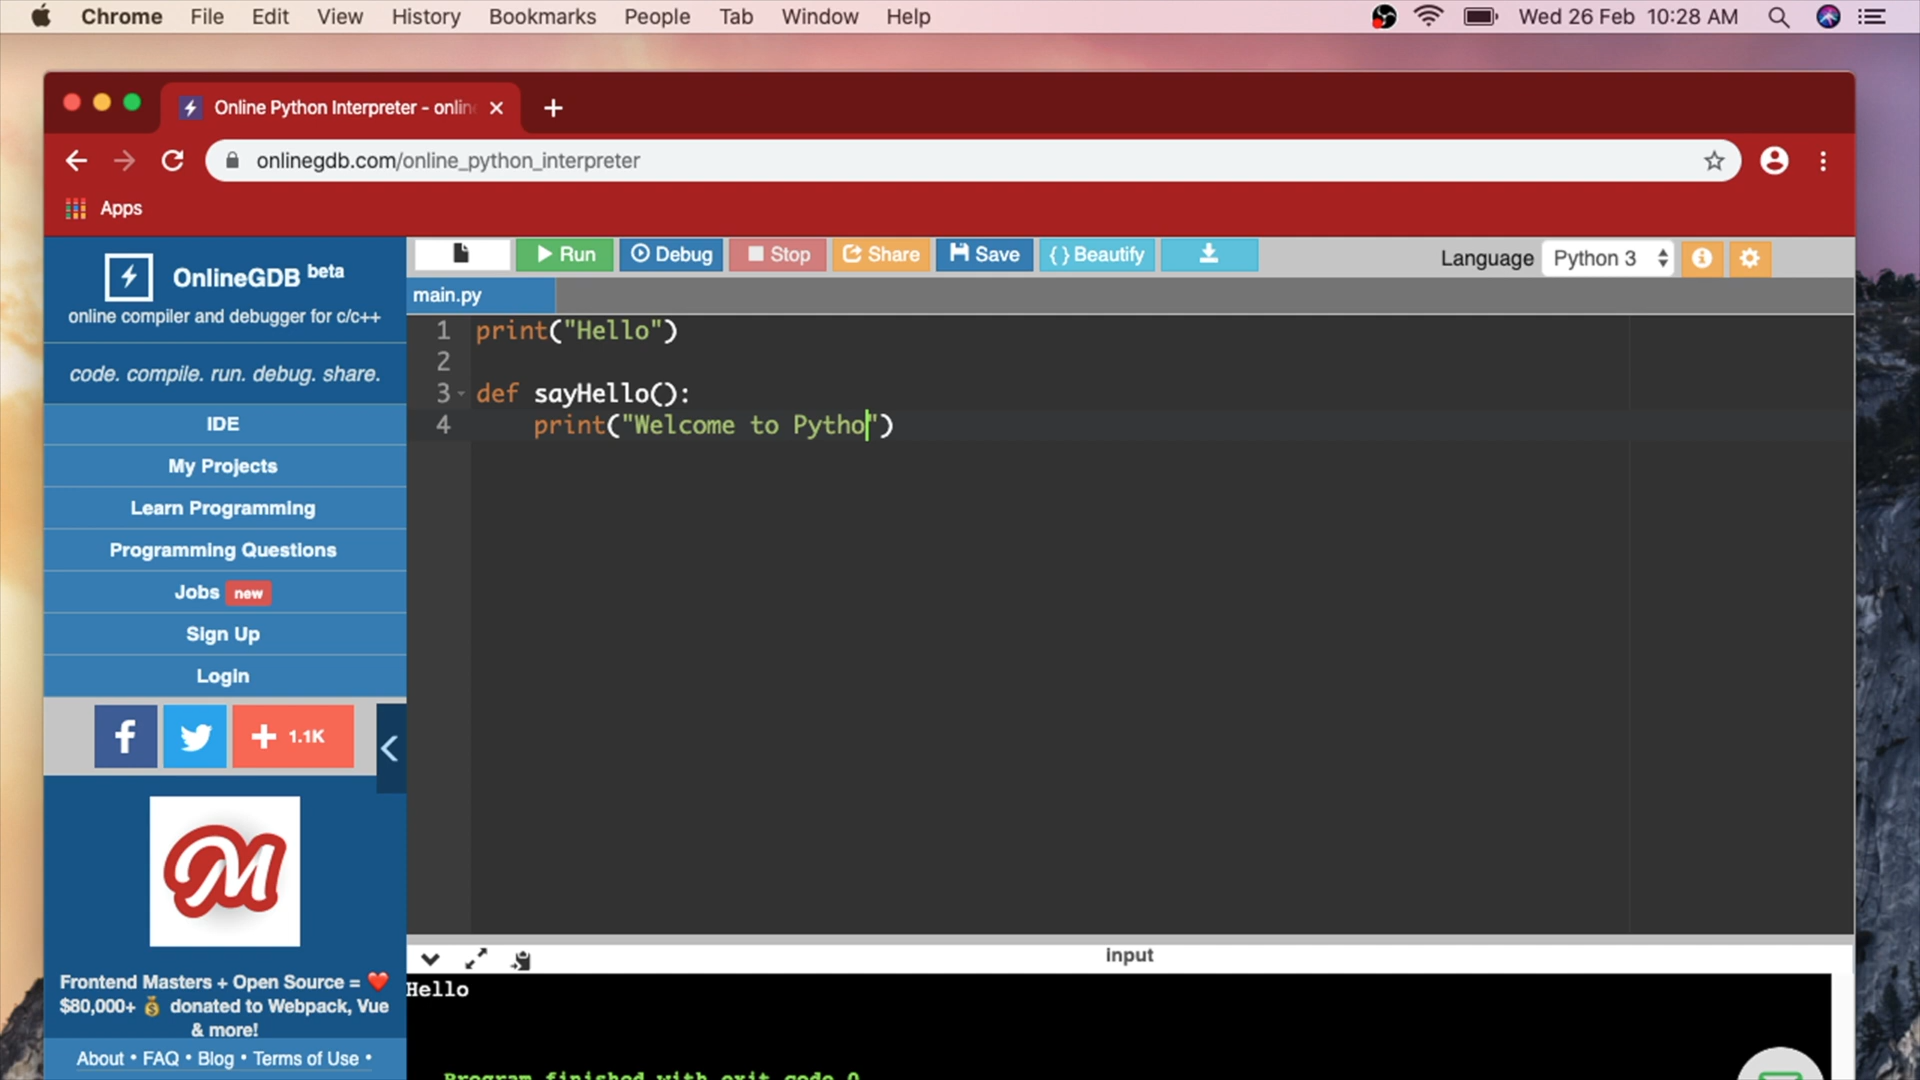 Chrome File Edit View History Bookmarks People Tab Window Help Wed 26 Feb 10:28 AM
Online Python Interpreter - onlin
onlinegdb.com/online_python_interpreter
Apps
OnlineGDB beta
online compiler and debugger for c/c++
code. compile. run. debug. share.
IDE
My Projects
Learn Programming
Programming Questions
Jobs new
Sign Up
Login
f + 1.1K
M
Frontend Masters + Open Source = ❤️
$80,000+ 💰 donated to Webpack, Vue
& more!
About • FAQ • Blog • Terms of Use •
Run Debug Stop Share Save {} Beautify Language Python 3
main.py
1 print("Hello")
2
3 def sayHello():
4 print("Welcome to Pytho")
input
Hello
Program finished with exit code 0